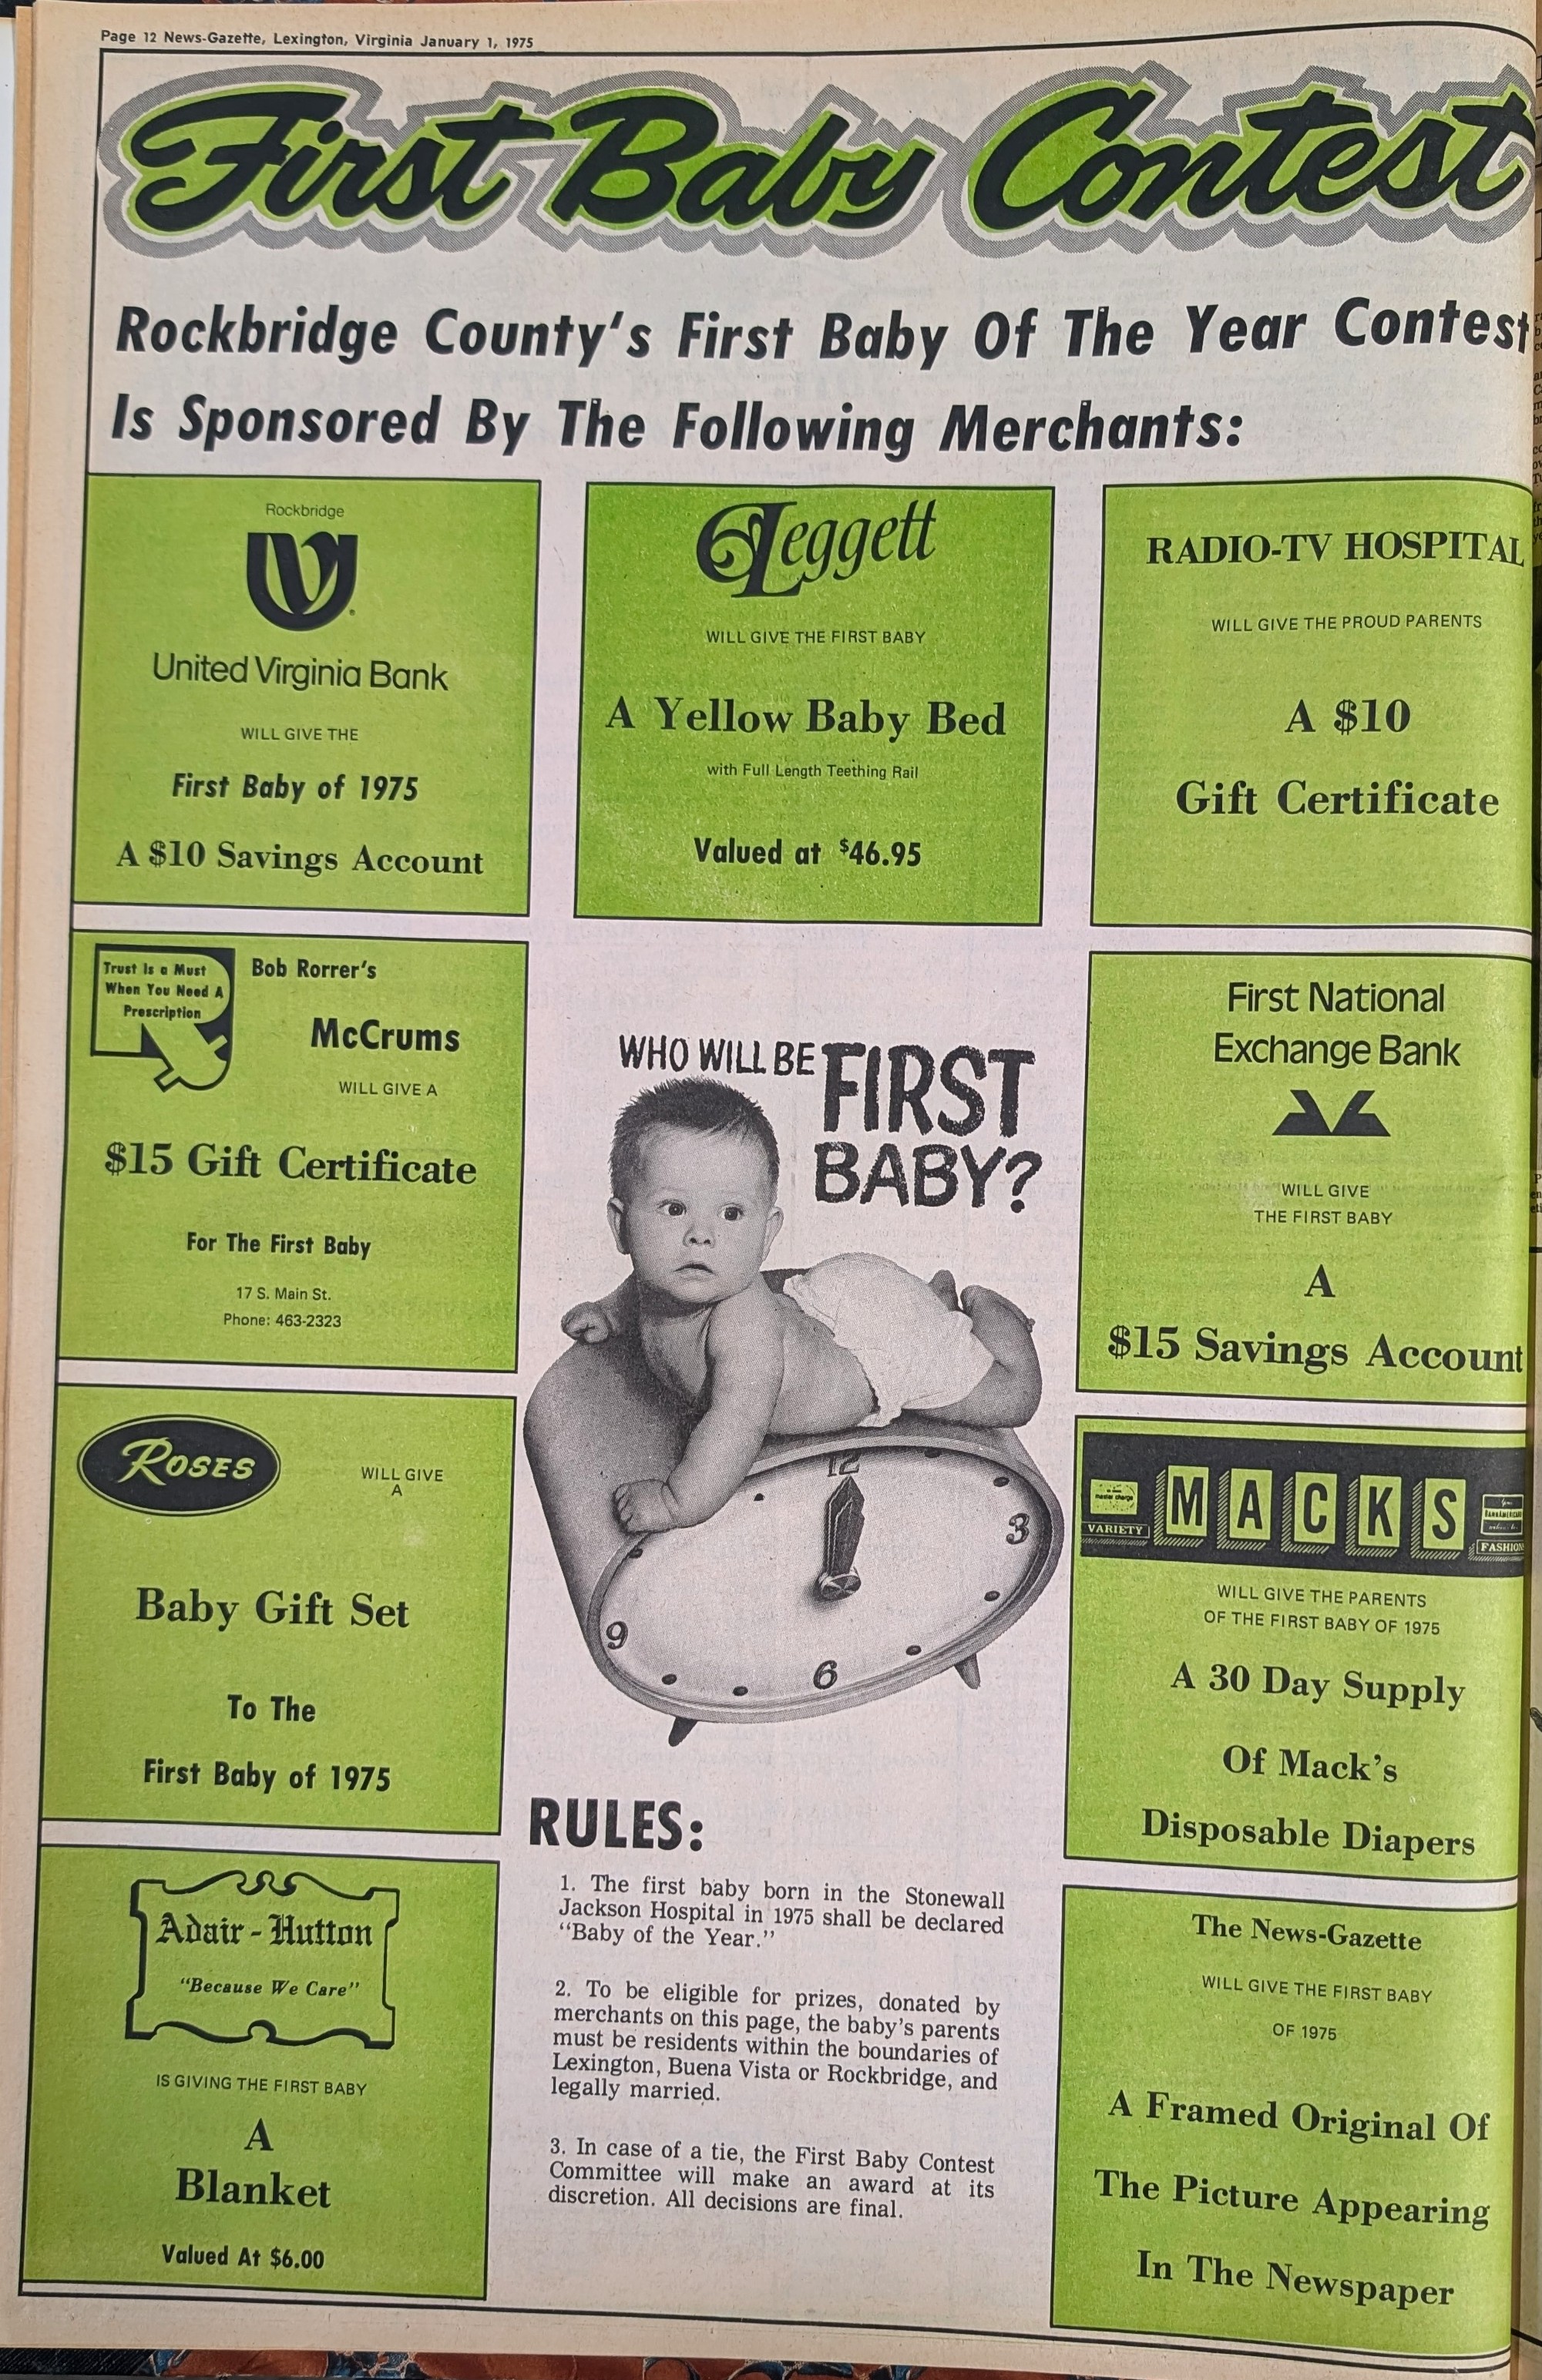 Page 12 News-Gazette, Lexington, Virginia January 1, 1975
First Baby Contest
Rockbridge County's First Baby Of The Year Contest
Is Sponsored By The Following Merchants:
Rockbridge
United Virginia Bank
WILL GIVE THE
First Baby of 1975
A $10 Savings Account
Leggett
WILL GIVE THE FIRST BABY
A Yellow Baby Bed
with Full Length Teething Rail
Valued at $46.95
RADIO-TV HOSPITAL
WILL GIVE THE PROUD PARENTS
A $10
Gift Certificate
Trust Is a Must
When You Need A
Prescription
Bob Rorrer's
McCrums
WILL GIVE A
$15 Gift Certificate
For The First Baby
17 S. Main St.
Phone: 463-2323
WHO WILL BE FIRST
BABY?
12
3
6
9
First National
Exchange Bank
WILL GIVE
THE FIRST BABY
A
$15 Savings Account
ROSES
WILL GIVE
A
Baby Gift Set
To The
First Baby of 1975
master charge
VARIETY
MACKS
BANKAMERICARD
FASHION
WILL GIVE THE PARENTS
OF THE FIRST BABY OF 1975
A 30 Day Supply
Of Mack's
Disposable Diapers
Adair-Hutton
"Because We Care"
IS GIVING THE FIRST BABY
A
Blanket
Valued At $6.00
RULES:
1. The first baby born in the Stonewall
Jackson Hospital in 1975 shall be declared
"Baby of the Year."
2. To be eligible for prizes, donated by
merchants on this page, the baby's parents
must be residents within the boundaries of
Lexington, Buena Vista or Rockbridge, and
legally married.
3. In case of a tie, the First Baby Contest
Committee will make an award at its
discretion. All decisions are final.
The News-Gazette
WILL GIVE THE FIRST BABY
OF 1975
A Framed Original Of
The Picture Appearing
In The Newspaper